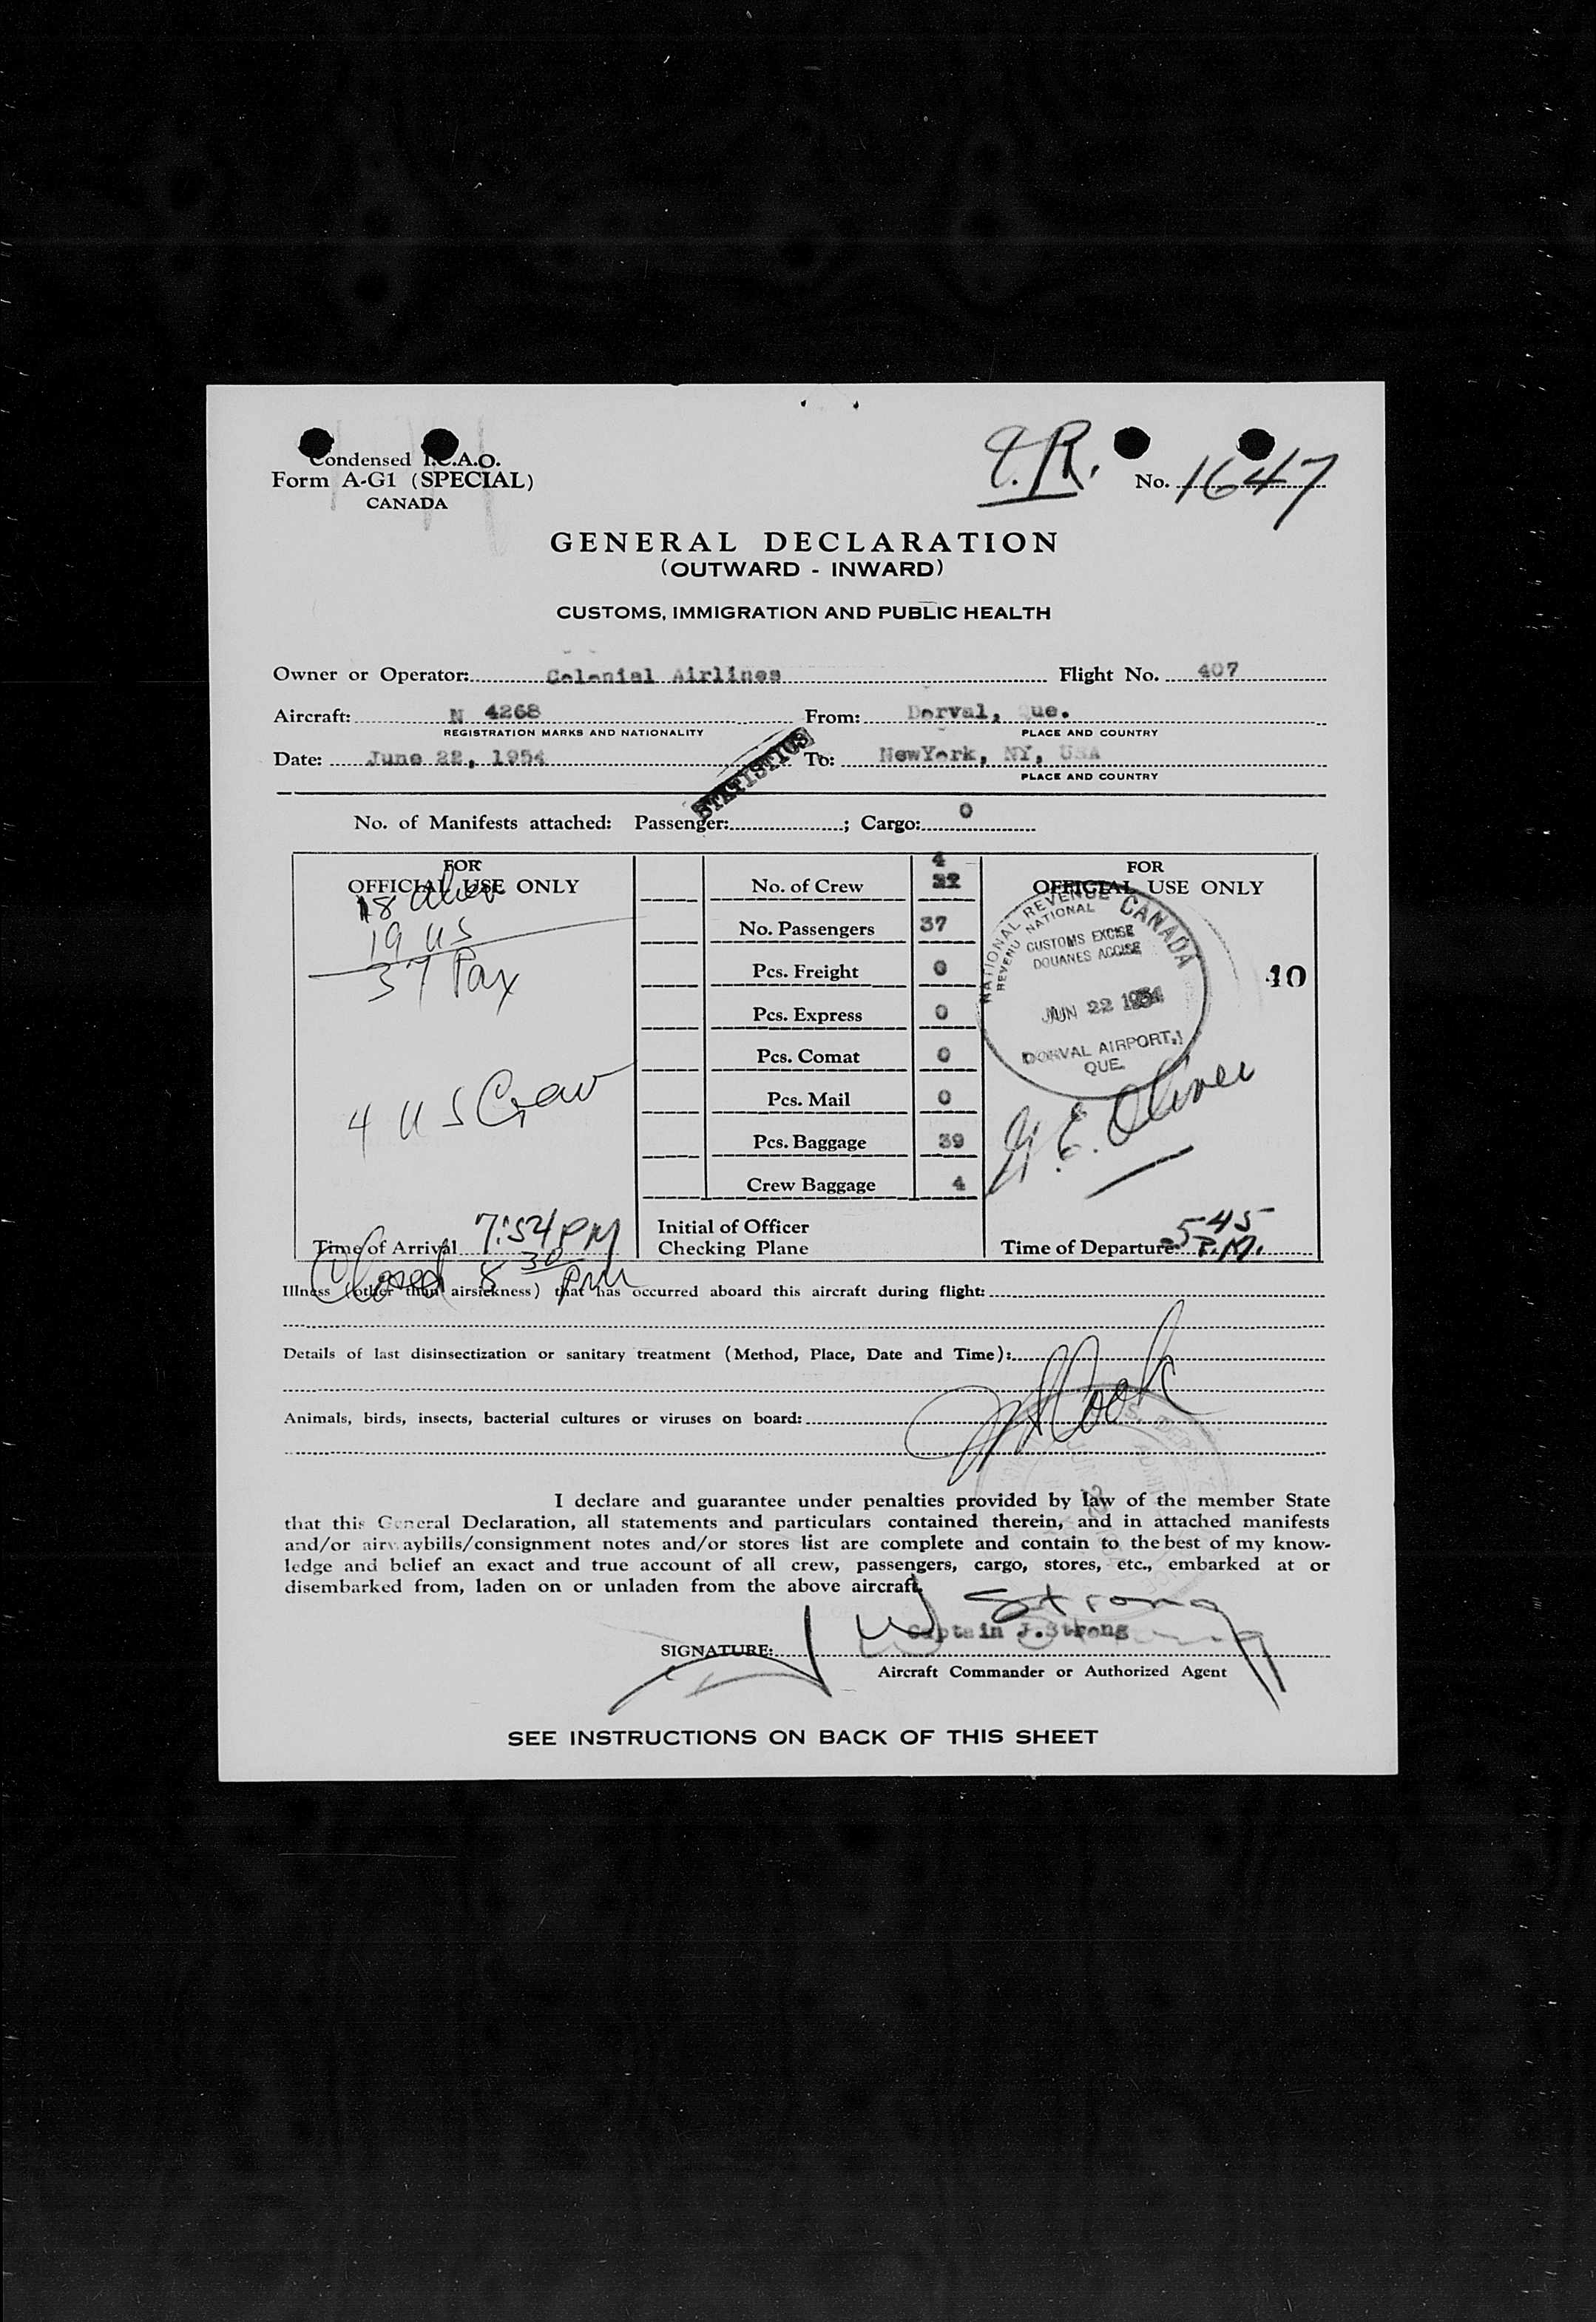 Condensed I.C.A.O.
Form A-G1 (SPECIAL)
CANADA
No. 1647
GENERAL DECLARATION
(OUTWARD - INWARD)
CUSTOMS, IMMIGRATION AND PUBLIC HEALTH
Owner or Operator: Colonial Airlines Flight No. 407
Aircraft: N 4268 From: Dorval, Que.
REGISTRATION MARKS AND NATIONALITY PLACE AND COUNTRY
Date: June 22, 1954 To: NewYork, NY, USA
PLACE AND COUNTRY
STATISTICS
No. of Manifests attached: Passenger: ; Cargo: 0
FOR
OFFICIAL USE ONLY
18 alien
19 US
37 Pax
4 US Crew
Time of Arrival 7:54 PM
Closed 8 30 PM
4
No. of Crew 22
No. Passengers 37
Pcs. Freight 0
Pcs. Express 0
Pcs. Comat 0
Pcs. Mail 0
Pcs. Baggage 39
Crew Baggage 4
Initial of Officer
Checking Plane
FOR
OFFICIAL USE ONLY
NATIONAL REVENUE CANADA
REVENU NATIONAL
CUSTOMS EXCISE
DOUANES ACCISE
JUN 22 1954
DORVAL AIRPORT,
QUE.
10
E. Oliver
Time of Departure: 5 45 P.M.
Illness (other than airsickness) that has occurred aboard this aircraft during flight:
Details of last disinsectization or sanitary treatment (Method, Place, Date and Time):
Animals, birds, insects, bacterial cultures or viruses on board:
I declare and guarantee under penalties provided by law of the member State
that this General Declaration, all statements and particulars contained therein, and in attached manifests
and/or airwaybills/consignment notes and/or stores list are complete and contain to the best of my know-
ledge and belief an exact and true account of all crew, passengers, cargo, stores, etc., embarked at or
disembarked from, laden on or unladen from the above aircraft.
J W Strong
SIGNATURE: Captain J.Strong
Aircraft Commander or Authorized Agent
SEE INSTRUCTIONS ON BACK OF THIS SHEET